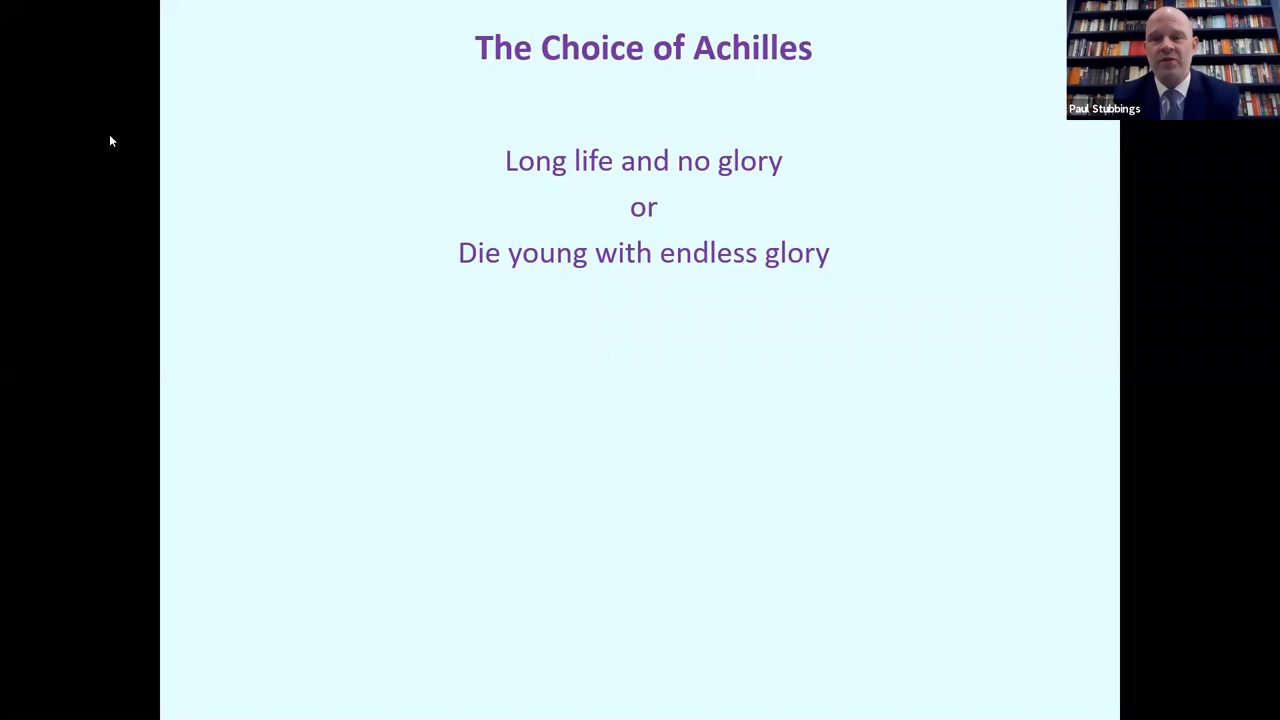 The Choice of Achilles
Paul Stubbings
Long life and no glory
or
Die young with endless glory